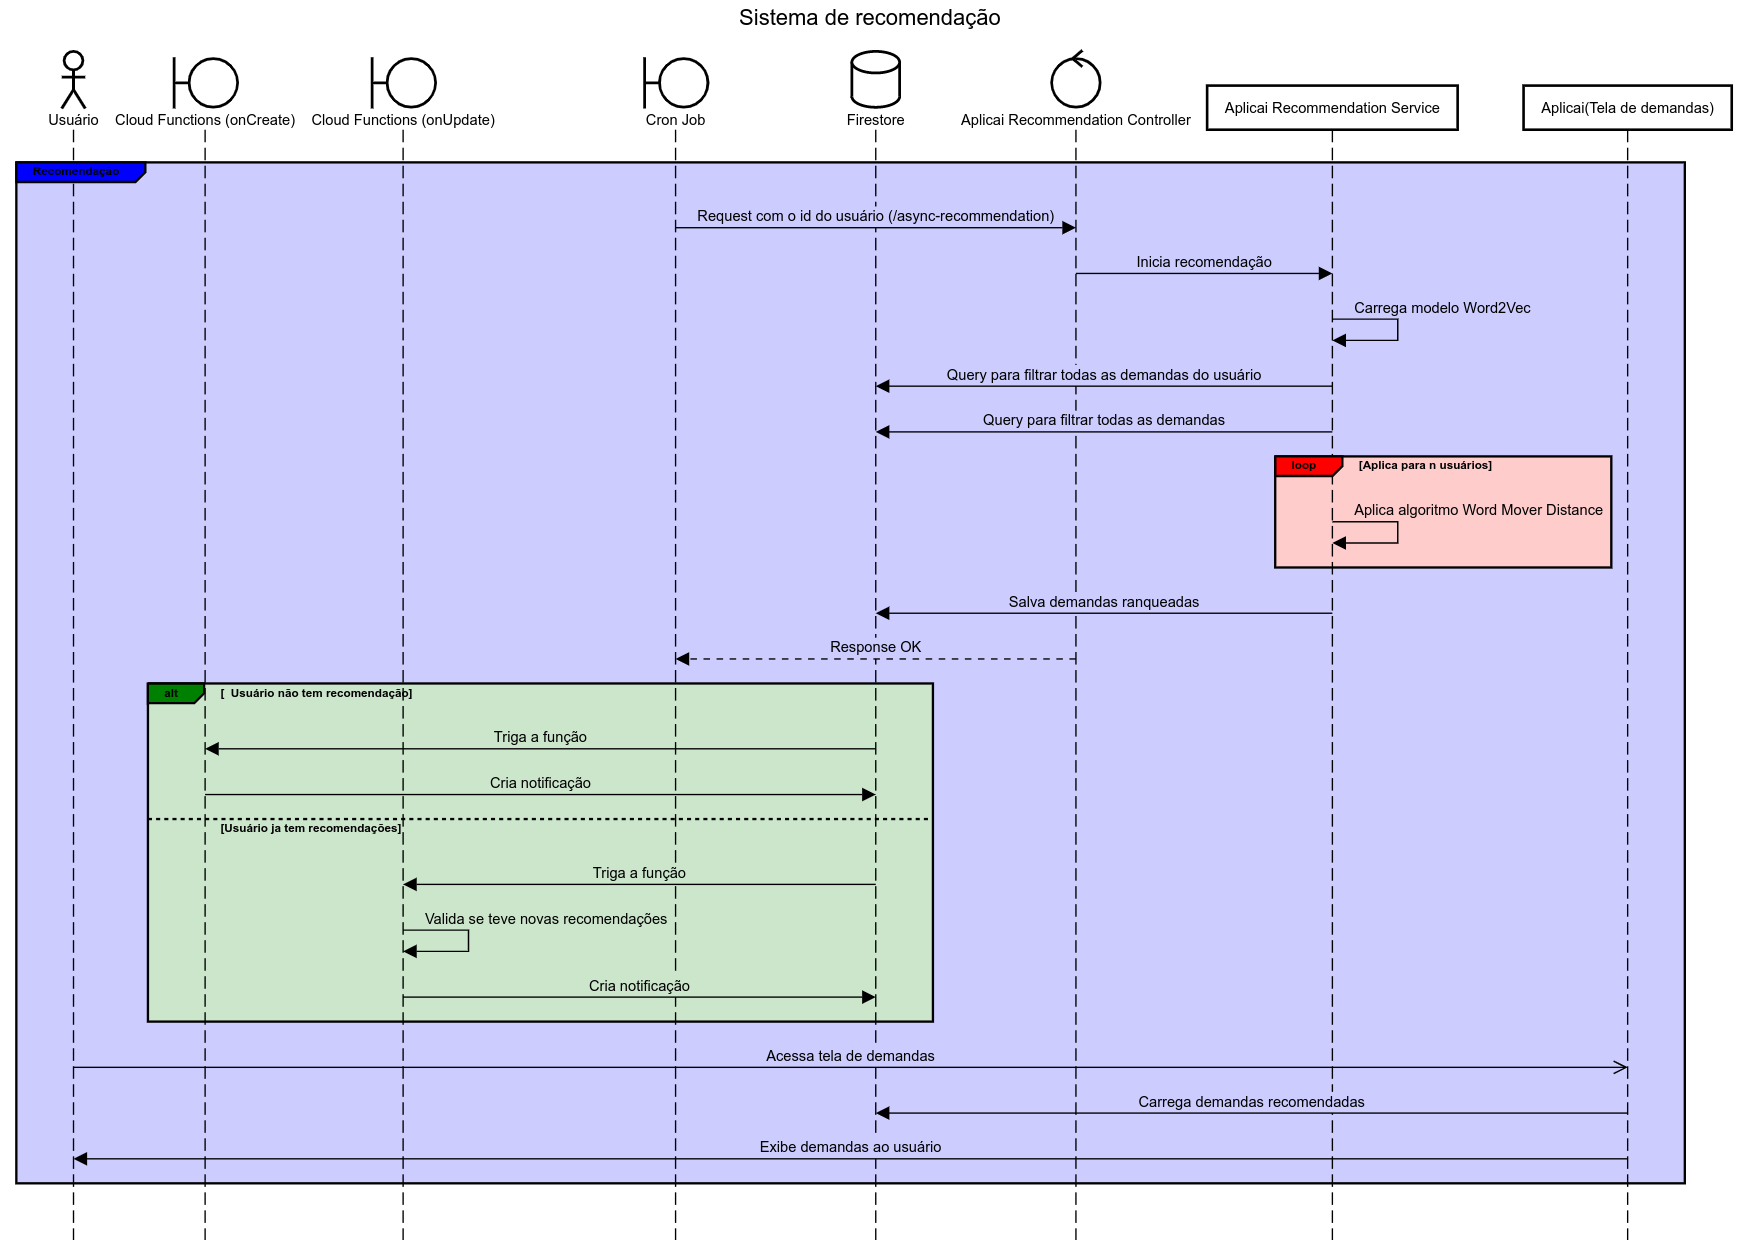 Sistema de recomendação
Usuário
Cloud Functions (onCreate)
Cloud Functions (onUpdate)
Cron Job
Firestore
Aplicai Recommendation Controller
Aplicai Recommendation Service
Aplicai(Tela de demandas)
Recomendação
Request com o id do usuário (/async-recommendation)
Inicia recomendação
Carrega modelo Word2Vec
Query para filtrar todas as demandas do usuário
Query para filtrar todas as demandas
loop
[Aplica para n usuários]
Aplica algoritmo Word Mover Distance
Salva demandas ranqueadas
Response OK
alt
[ Usuário não tem recomendação]
Triga a função
Cria notificação
[Usuário ja tem recomendações]
Triga a função
Valida se teve novas recomendações
Cria notificação
Acessa tela de demandas
Carrega demandas recomendadas
Exibe demandas ao usuário